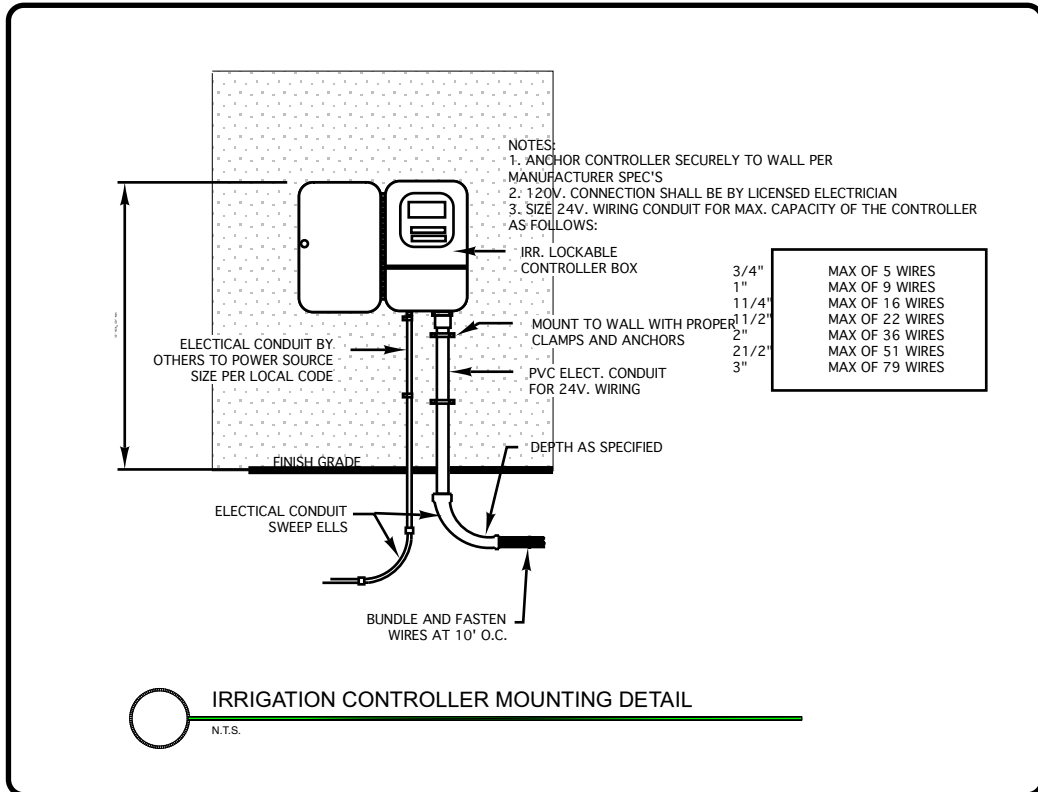 NOTES:
1. ANCHOR CONTROLLER SECURELY TO WALL PER
MANUFACTURER SPEC'S
2. 120V. CONNECTION SHALL BE BY LICENSED ELECTRICIAN
3. SIZE 24V. WIRING CONDUIT FOR MAX. CAPACITY OF THE CONTROLLER
AS FOLLOWS:
IRR. LOCKABLE
CONTROLLER BOX
3/4" MAX OF 5 WIRES
1" MAX OF 9 WIRES
11/4" MAX OF 16 WIRES
11/2" MAX OF 22 WIRES
2" MAX OF 36 WIRES
21/2" MAX OF 51 WIRES
3" MAX OF 79 WIRES
MOUNT TO WALL WITH PROPER
CLAMPS AND ANCHORS
ELECTRICAL CONDUIT BY
OTHERS TO POWER SOURCE
SIZE PER LOCAL CODE
PVC ELECT. CONDUIT
FOR 24V. WIRING
DEPTH AS SPECIFIED
FINISH GRADE
ELECTICAL CONDUIT
SWEEP ELLS
BUNDLE AND FASTEN
WIRES AT 10' O.C.
IRRIGATION CONTROLLER MOUNTING DETAIL
N.T.S.